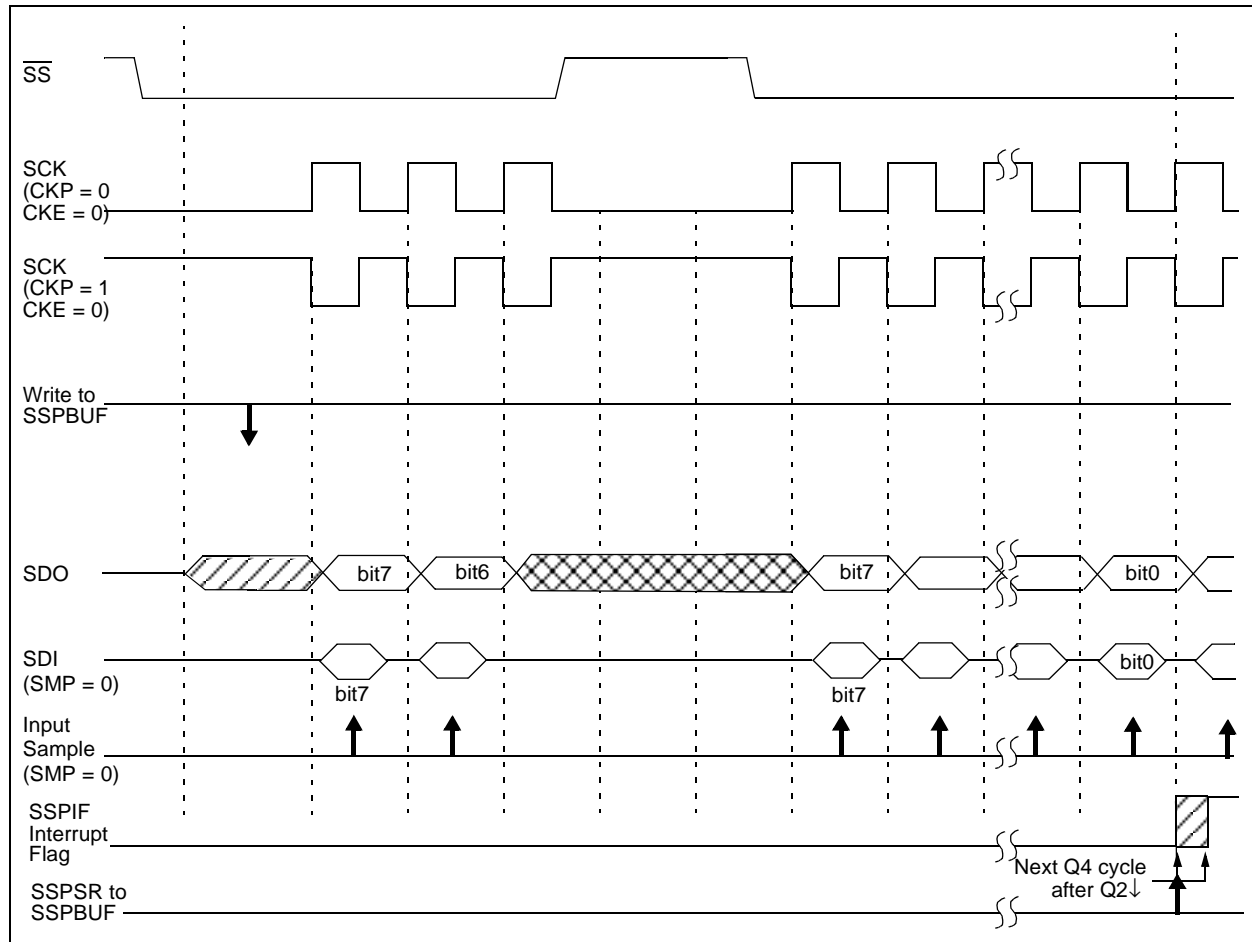 SS
SCK
(CKP = 0
CKE = 0)
SCK
(CKP = 1
CKE = 0)
Write to
SSPBUF
SDO
bit7
bit6
bit7
bit0
SDI
(SMP = 0)
bit7
bit7
bit0
Input
Sample
(SMP = 0)
SSPIF
Interrupt
Flag
Next Q4 cycle
after Q2↓
SSPSR to
SSPBUF